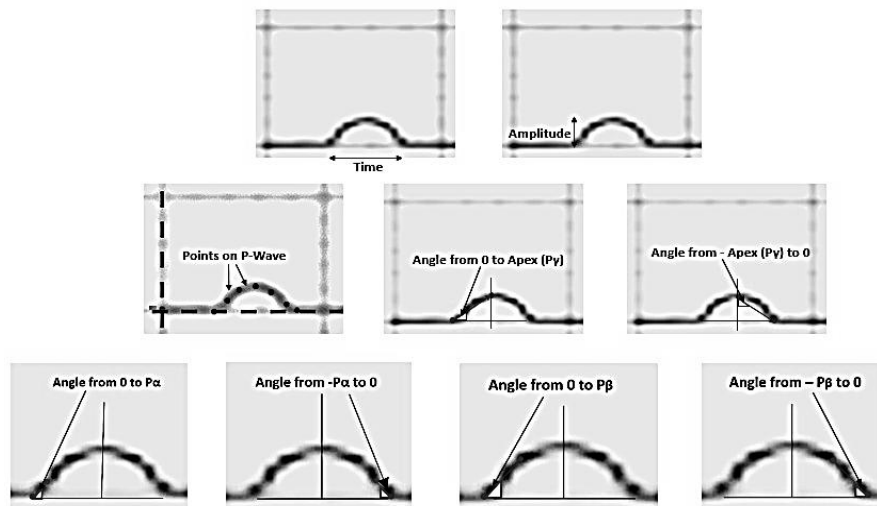 Amplitude
Time
Points on P-Wave
Angle from 0 to Apex (Pγ)
Angle from - Apex (Pγ) to 0
Angle from 0 to Pα
Angle from -Pα to 0
Angle from 0 to Pβ
Angle from – Pβ to 0